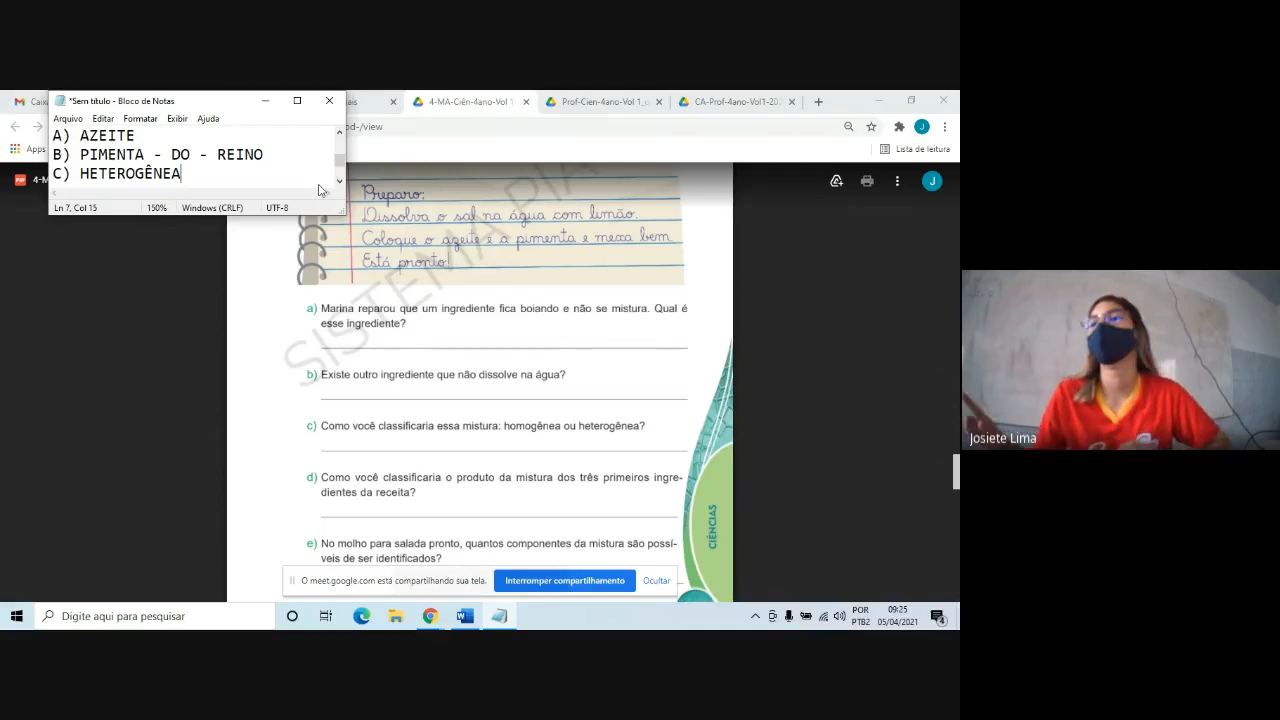 *Sem título - Bloco de Notas
Arquivo Editar Formatar Exibir Ajuda
A) AZEITE
B) PIMENTA - DO - REINO
C) HETEROGÊNEA
Ln 7, Col 15 150% Windows (CRLF) UTF-8
4-MA-Ciên-4ano-Vol 1
Prof-Cien-4ano-Vol 1_
CA-Prof-4ano-Vol1-202
Apps
Lista de leitura
J
J
PDF
Preparo:
Dissolva o sal na água com limão.
Coloque o azeite e a pimenta e mexa bem.
Está pronto!
SISTEMA PIA
a) Marina reparou que um ingrediente fica boiando e não se mistura. Qual é
esse ingrediente?
b) Existe outro ingrediente que não dissolve na água?
c) Como você classificaria essa mistura: homogênea ou heterogênea?
d) Como você classificaria o produto da mistura dos três primeiros ingre-
dientes da receita?
e) No molho para salada pronto, quantos componentes da mistura são possí-
veis de ser identificados?
CIÊNCIAS
O meet.google.com está compartilhando sua tela. Interromper compartilhamento Ocultar
Digite aqui para pesquisar
POR
PTB2
09:25
05/04/2021
4
Josiete Lima